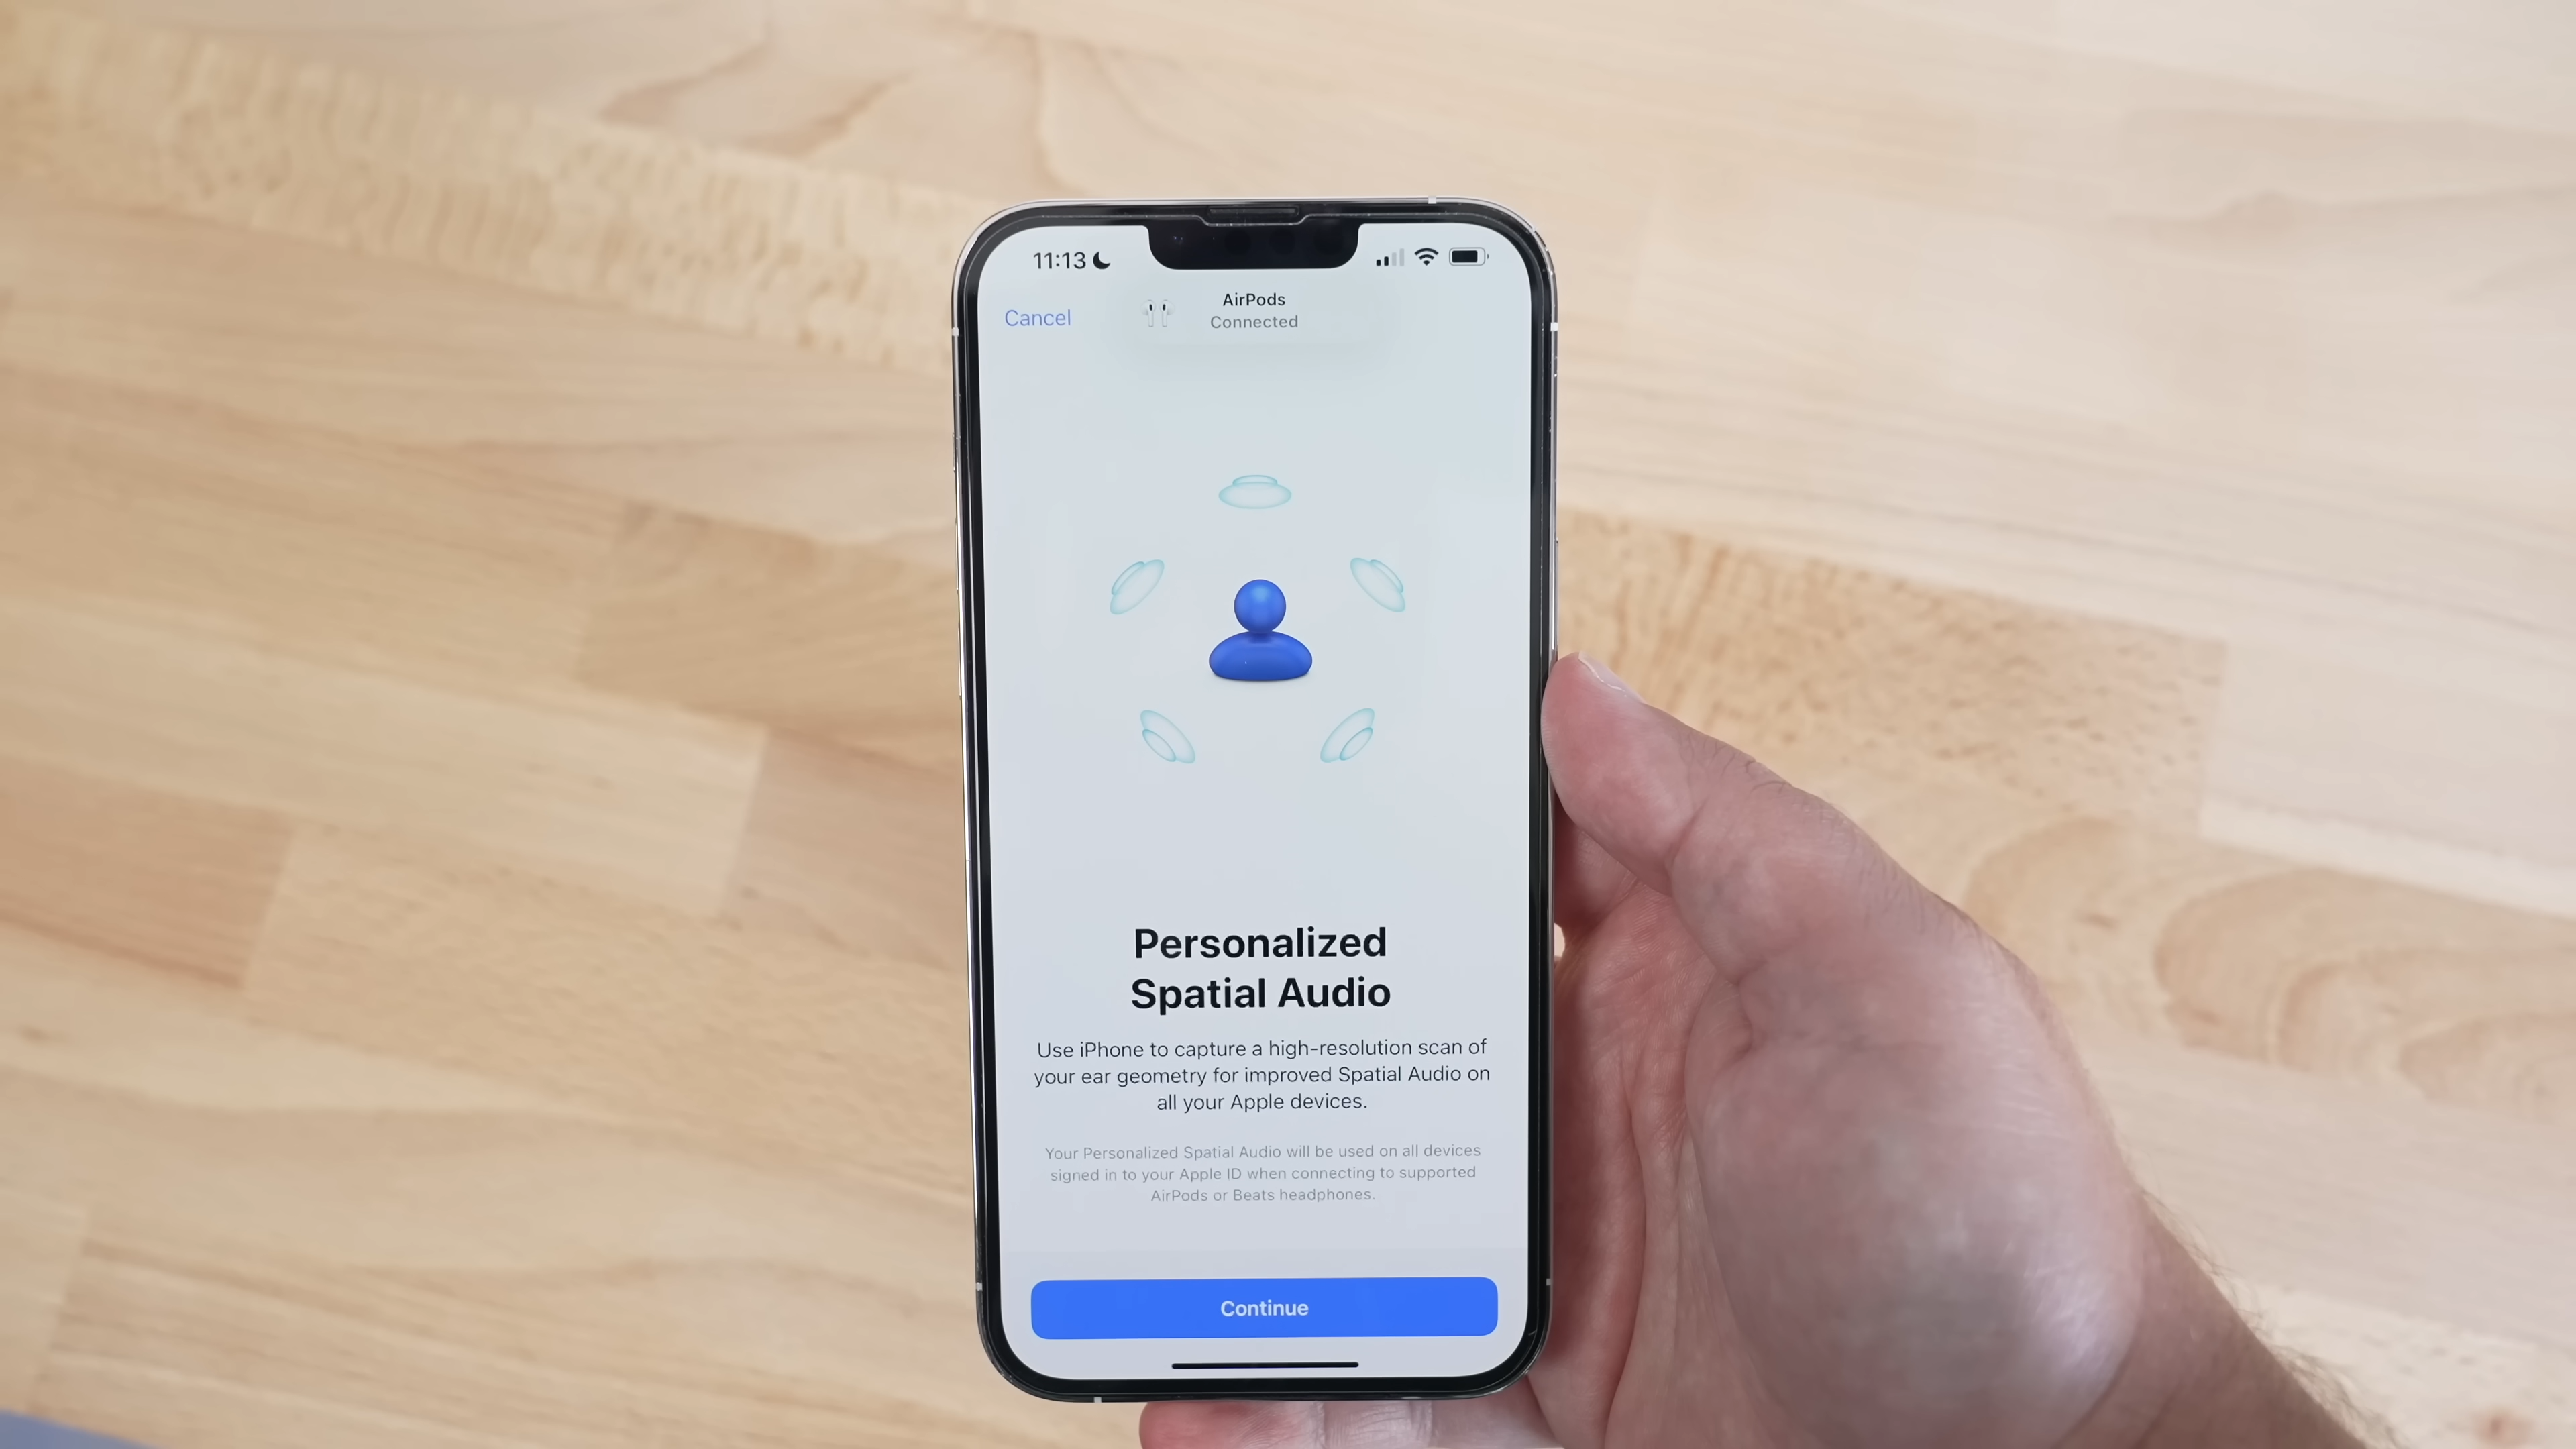 11:13
Cancel
AirPods
Connected
Personalized
Spatial Audio
Use iPhone to capture a high-resolution scan of
your ear geometry for improved Spatial Audio on
all your Apple devices.
Your Personalized Spatial Audio will be used on all devices
signed in to your Apple ID when connecting to supported
AirPods or Beats headphones.
Continue